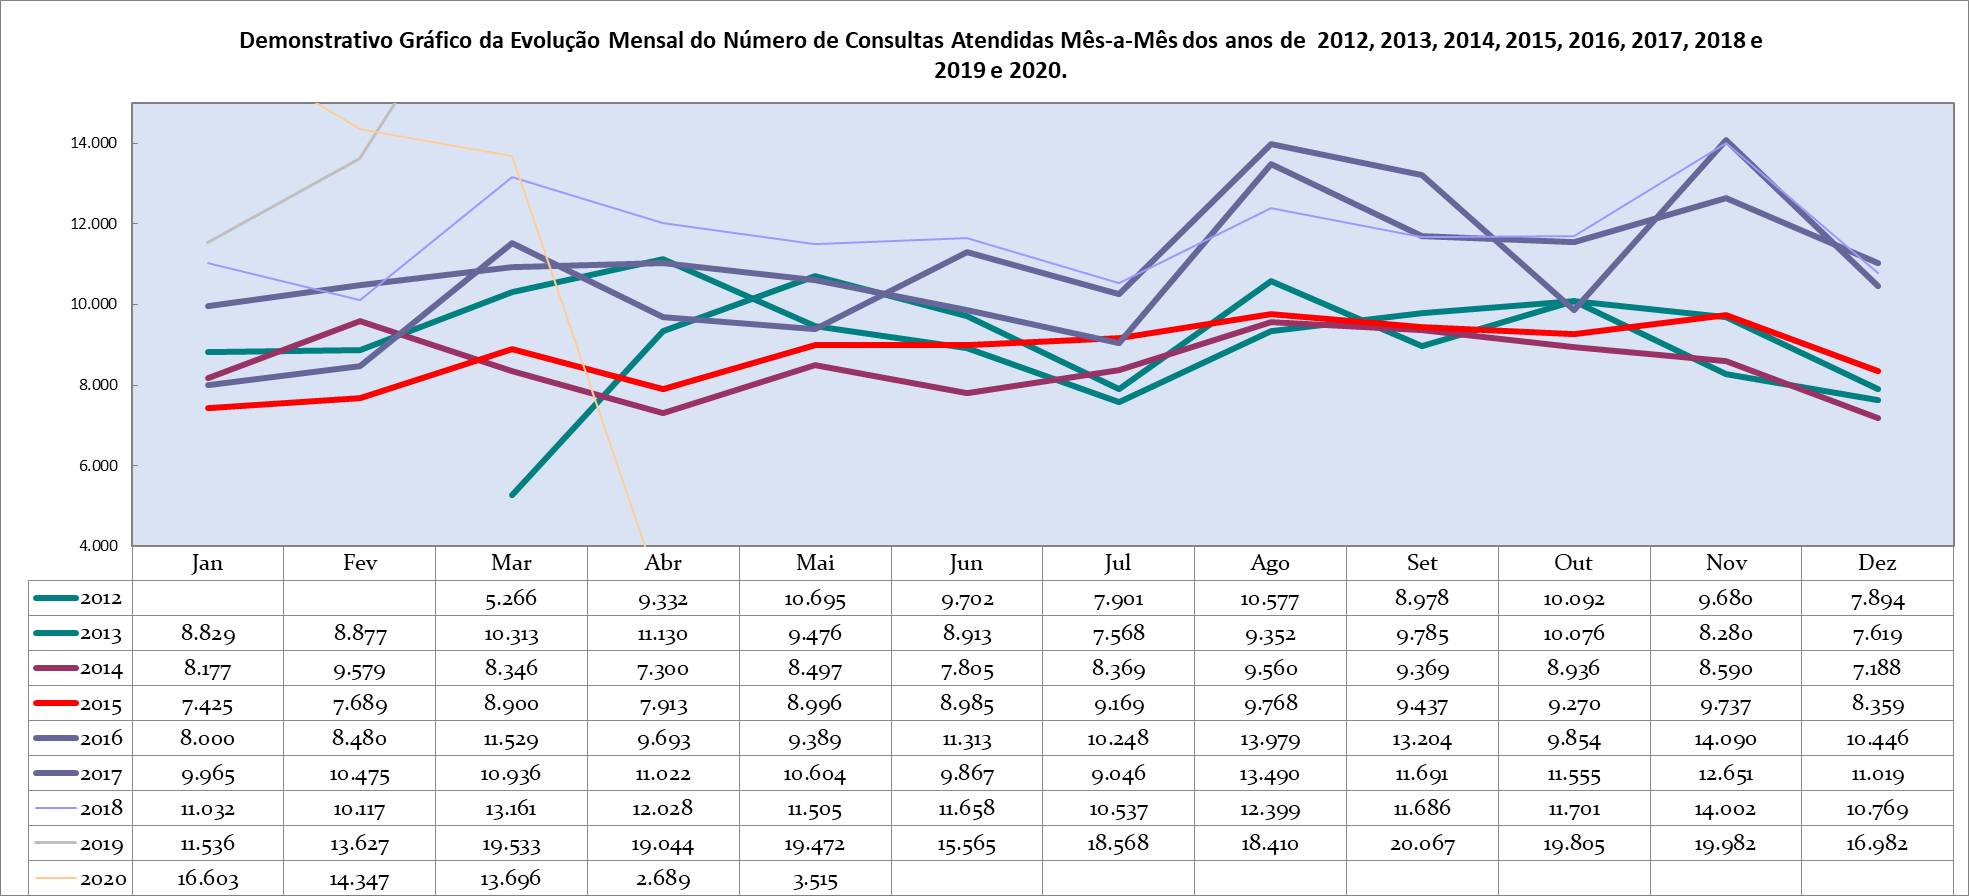 Demonstrativo Gráfico da Evolução Mensal do Número de Consultas Atendidas Mês-a-Mês dos anos de 2012, 2013, 2014, 2015, 2016, 2017, 2018 e
2019 e 2020.
14.000
12.000
10.000
8.000
6.000
4.000
Jan Fev Mar Abr Mai Jun Jul Ago Set Out Nov Dez
2012 5.266 9.332 10.695 9.702 7.901 10.577 8.978 10.092 9.680 7.894
2013 8.829 8.877 10.313 11.130 9.476 8.913 7.568 9.352 9.785 10.076 8.280 7.619
2014 8.177 9.579 8.346 7.300 8.497 7.805 8.369 9.560 9.369 8.936 8.590 7.188
2015 7.425 7.689 8.900 7.913 8.996 8.985 9.169 9.768 9.437 9.270 9.737 8.359
2016 8.000 8.480 11.529 9.693 9.389 11.313 10.248 13.979 13.204 9.854 14.090 10.446
2017 9.965 10.475 10.936 11.022 10.604 9.867 9.046 13.490 11.691 11.555 12.651 11.019
2018 11.032 10.117 13.161 12.028 11.505 11.658 10.537 12.399 11.686 11.701 14.002 10.769
2019 11.536 13.627 19.533 19.044 19.472 15.565 18.568 18.410 20.067 19.805 19.982 16.982
2020 16.603 14.347 13.696 2.689 3.515